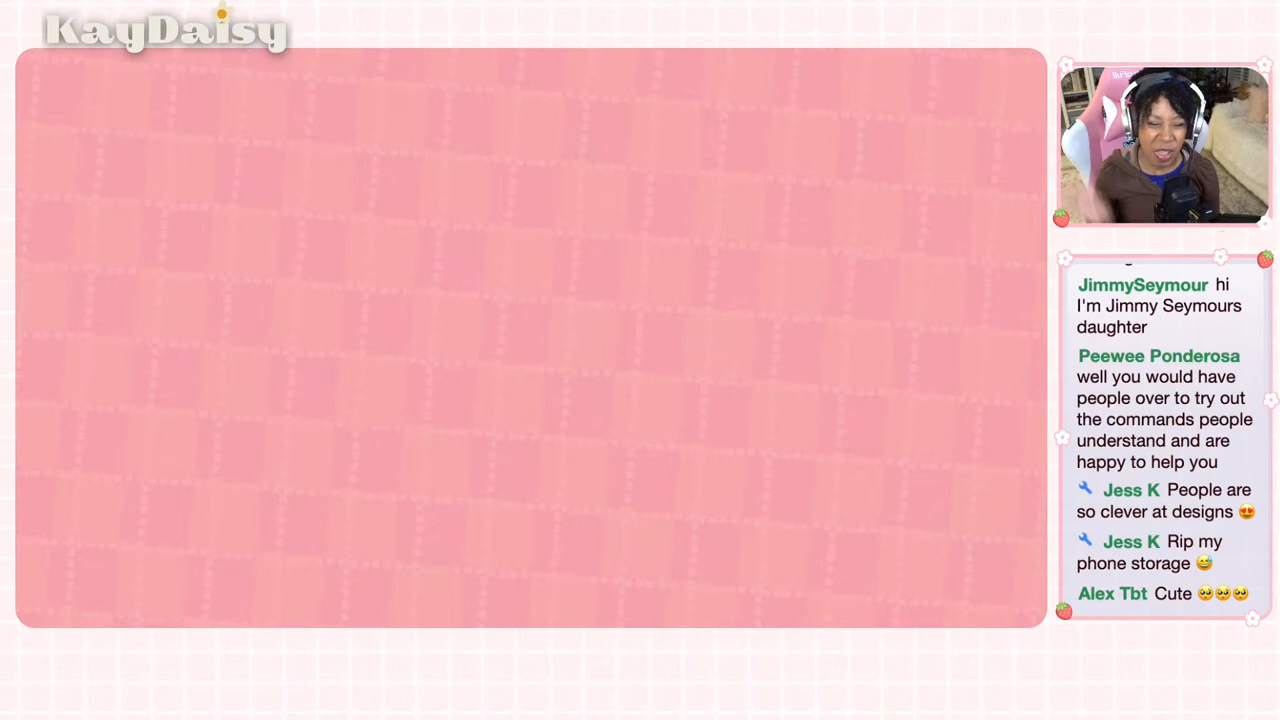 KayDaisy
JimmySeymour hi
I'm Jimmy Seymours
daughter
Peewee Ponderosa
well you would have
people over to try out
the commands people
understand and are
happy to help you
Jess K People are
so clever at designs 😍
Jess K Rip my
phone storage 😅
Alex Tbt Cute 🥺🥺🥺